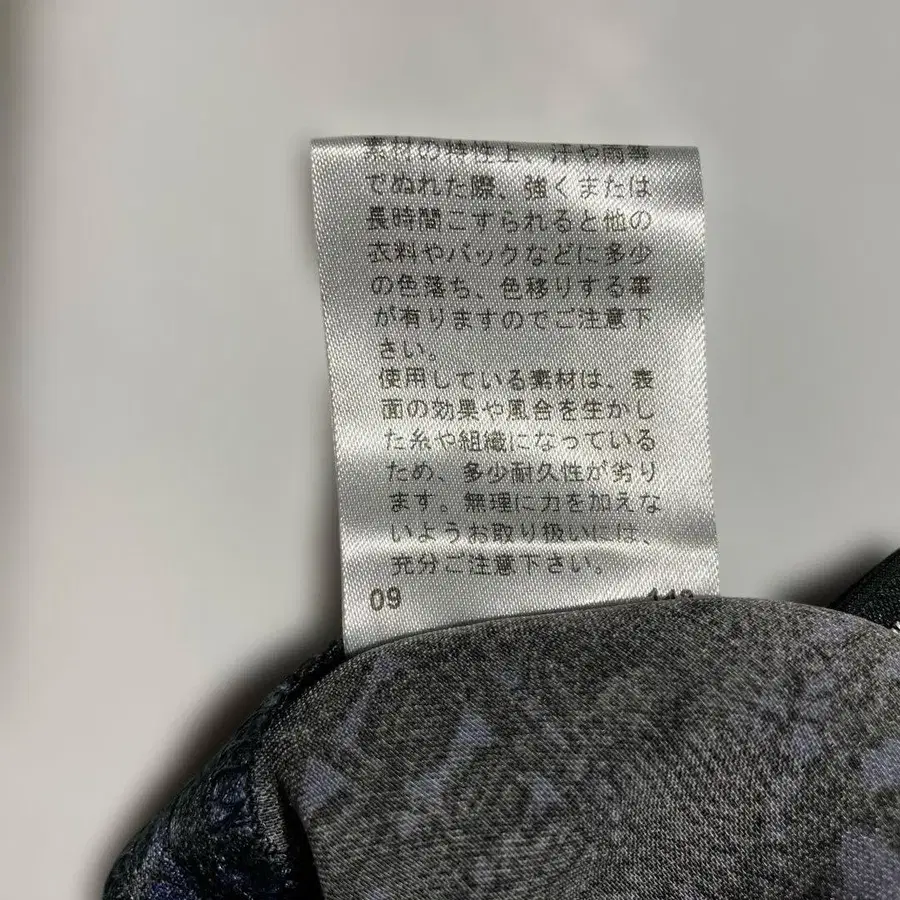 素材の特性上、汗や雨等
でぬれた際、強くまたは
長時間こすられると他の
衣料やバックなどに多少
の色落ち、色移りする事
が有りますのでご注意下
さい。
使用している素材は、表
面の効果や風合を生かし
た糸や組織になっている
ため、多少耐久性が劣り
ます。無理に力を加えな
いようお取り扱いには、
充分ご注意下さい。
09